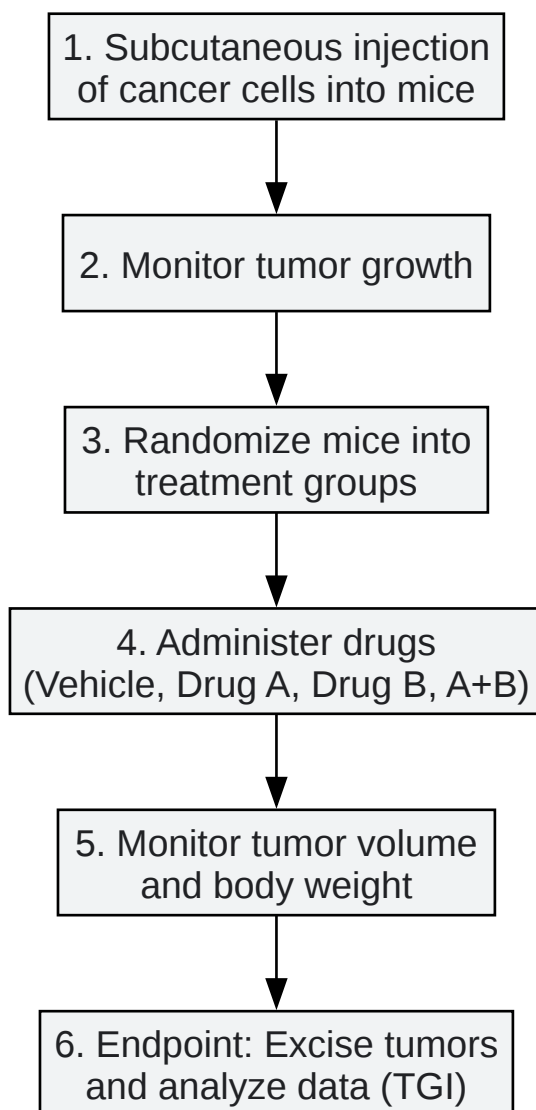 1. Subcutaneous injection
of cancer cells into mice
2. Monitor tumor growth
3. Randomize mice into
treatment groups
4. Administer drugs
(Vehicle, Drug A, Drug B, A+B)
5. Monitor tumor volume
and body weight
6. Endpoint: Excise tumors
and analyze data (TGI)